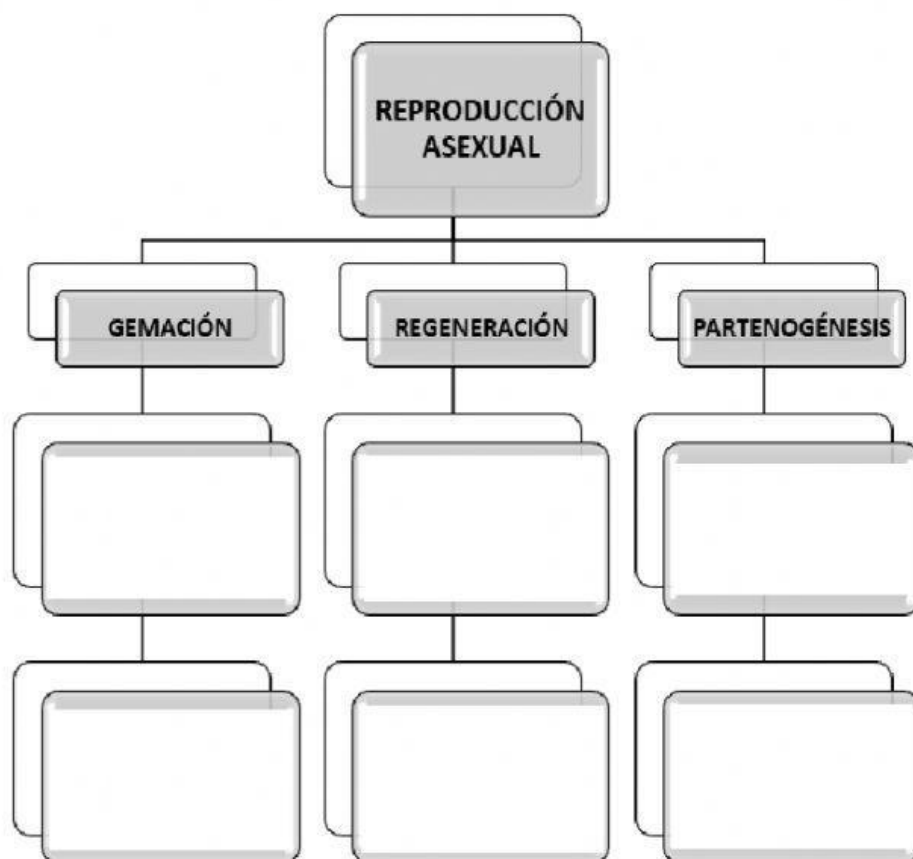 REPRODUCCIÓN
ASEXUAL
GEMACIÓN
REGENERACIÓN
PARTENOGÉNESIS